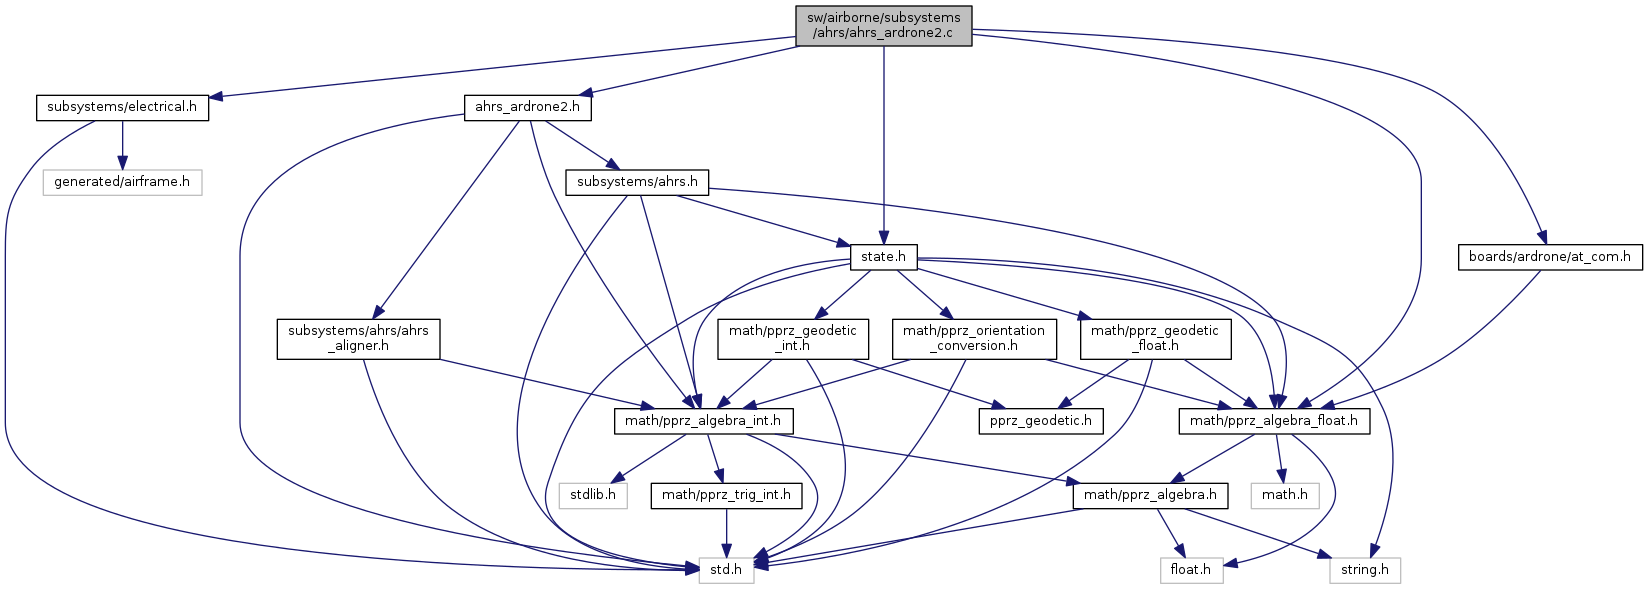 sw/airborne/subsystems
/ahrs/ahrs_ardrone2.c
subsystems/electrical.h
ahrs_ardrone2.h
generated/airframe.h
subsystems/ahrs.h
state.h
boards/ardrone/at_com.h
subsystems/ahrs/ahrs
_aligner.h
math/pprz_geodetic
_int.h
math/pprz_orientation
_conversion.h
math/pprz_geodetic
_float.h
math/pprz_algebra_int.h
pprz_geodetic.h
math/pprz_algebra_float.h
stdlib.h
math/pprz_trig_int.h
math/pprz_algebra.h
math.h
std.h
float.h
string.h